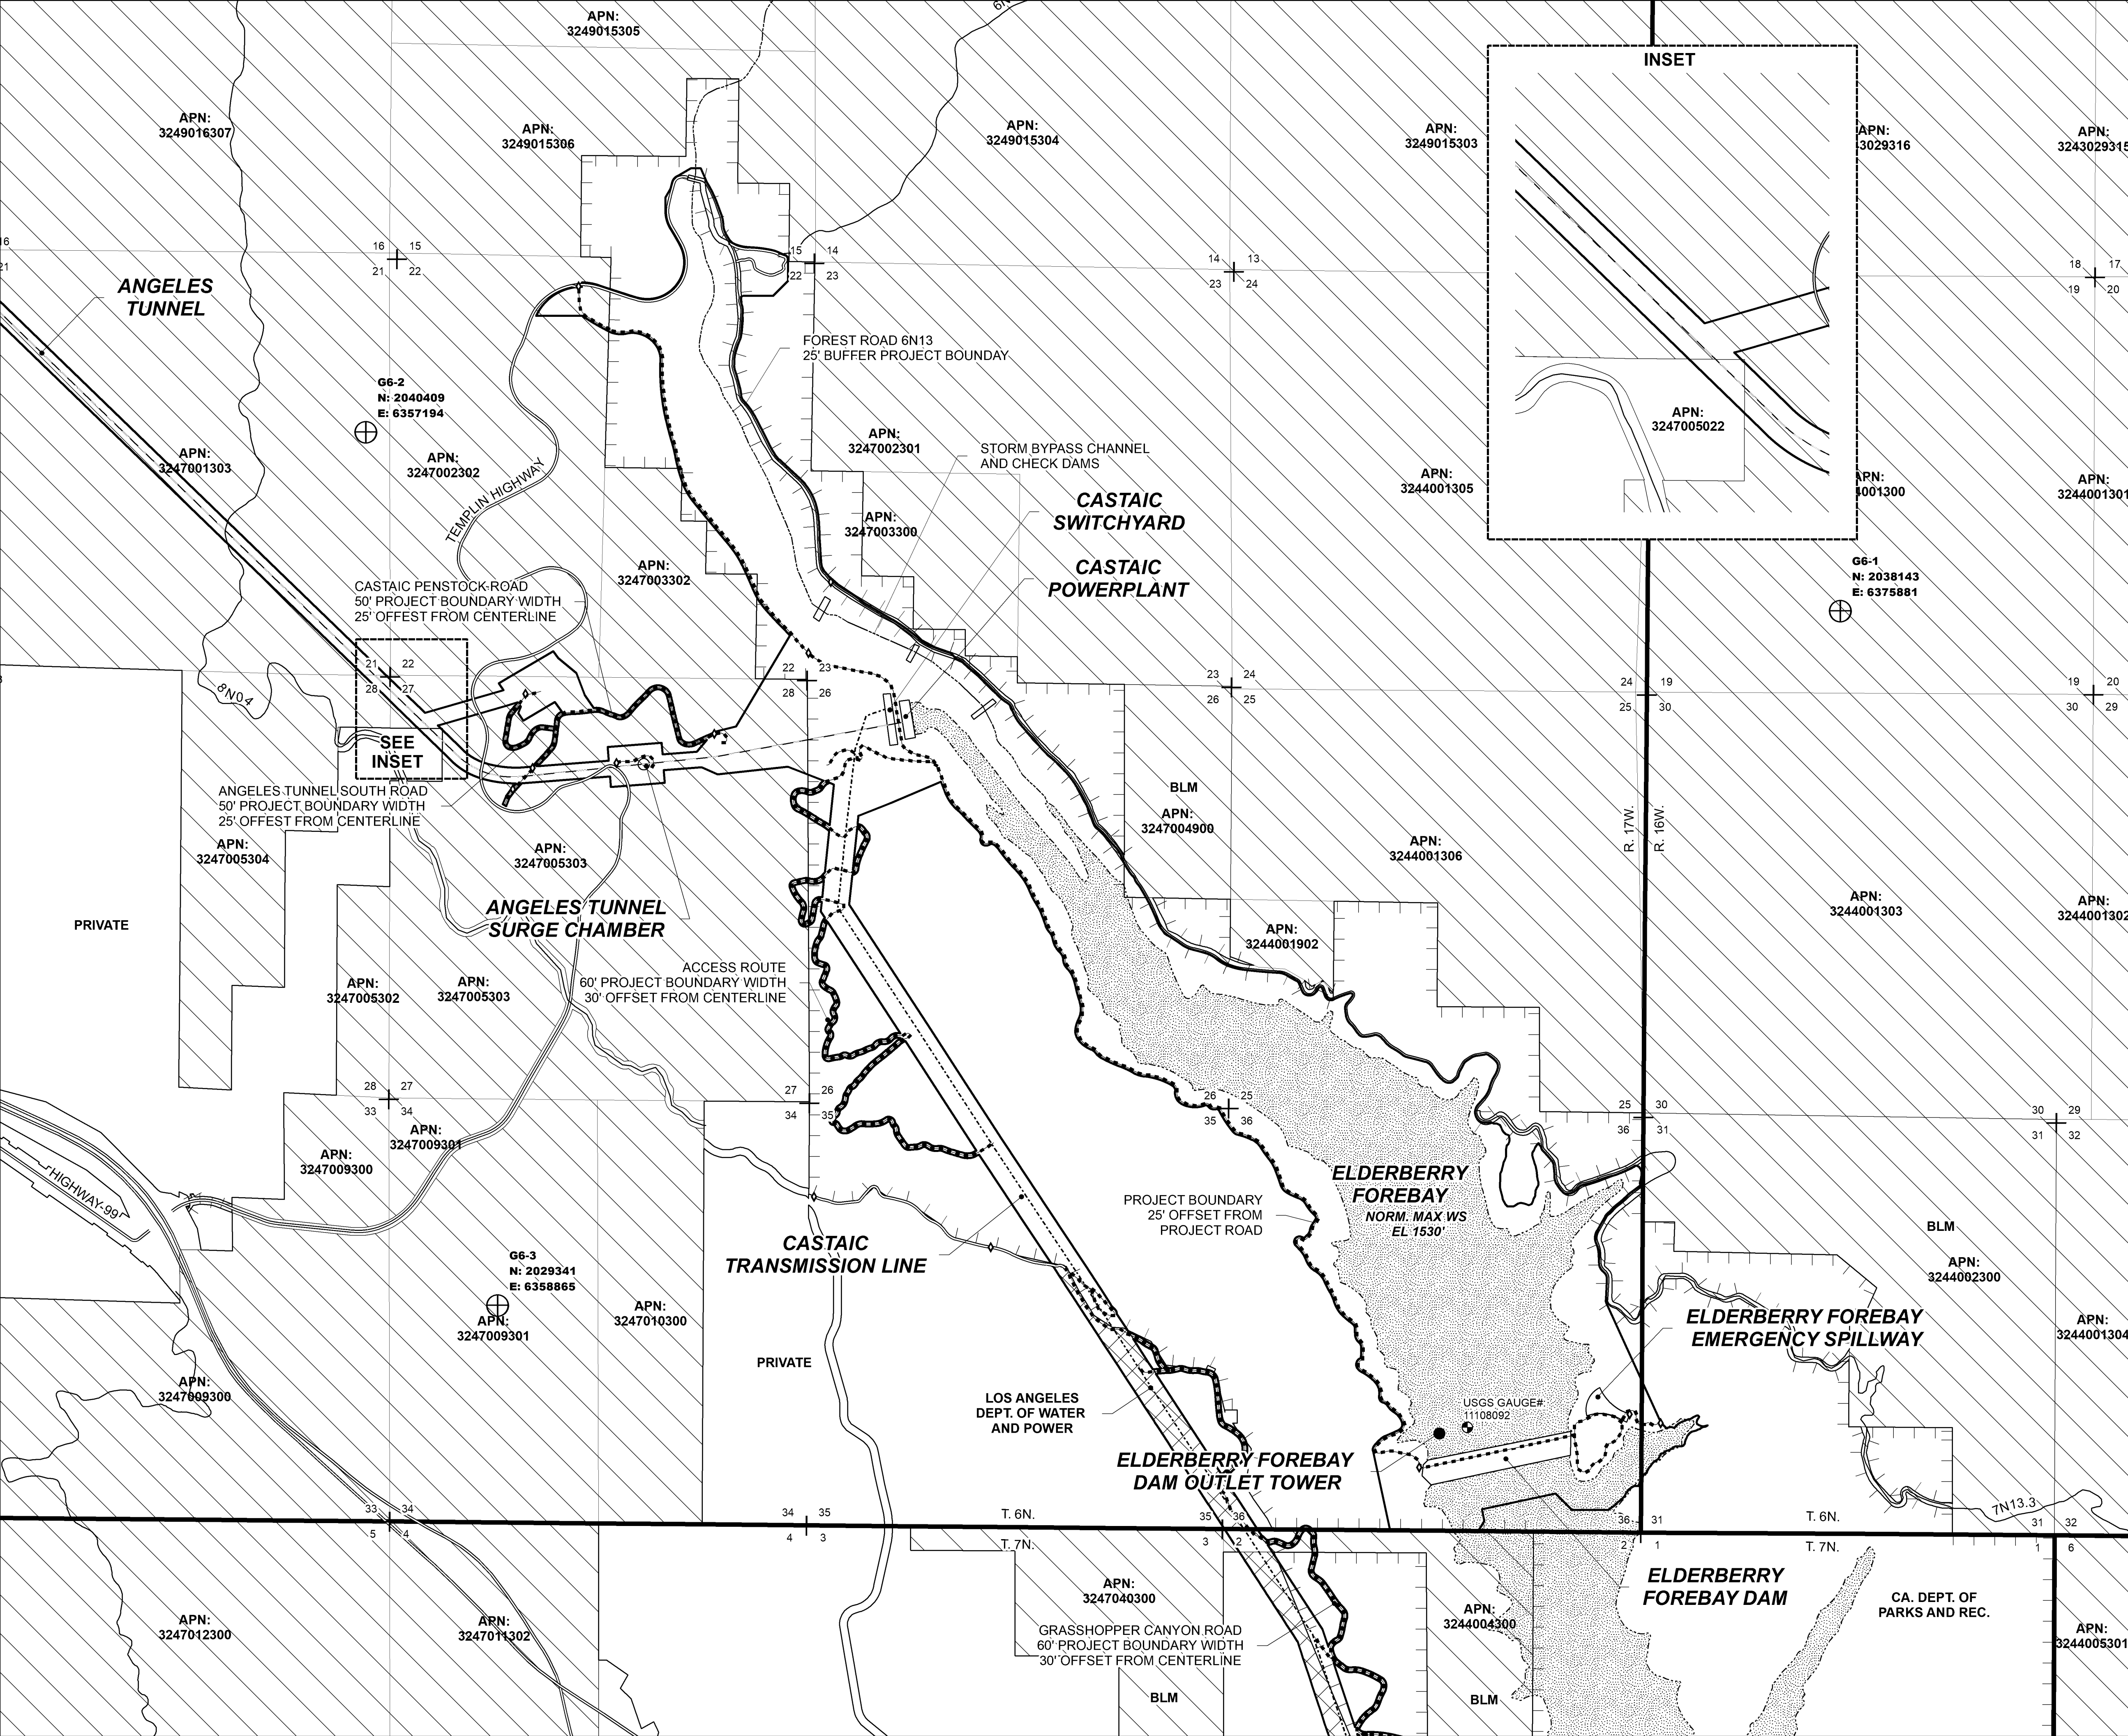 APN:
3249015305
6N
INSET
APN:
3249016307
APN:
3249015306
APN:
3249015304
APN:
3249015303
APN:
3029316
APN:
3243029315
16
21
16 15
21 22
15 14
22 23
14 13
23 24
18 17
19 20
ANGELES
TUNNEL
FOREST ROAD 6N13
25' BUFFER PROJECT BOUNDAY
G6-2
N: 2040409
E: 6357194
APN:
3247005022
APN:
3247001303
APN:
3247002302
TEMPLIN HIGHWAY
APN:
3247002301
STORM BYPASS CHANNEL
AND CHECK DAMS
APN:
3244001305
APN:
4001300
APN:
3244001301
CASTAIC
SWITCHYARD
APN:
3247003300
CASTAIC
POWERPLANT
APN:
3247003302
G6-1
N: 2038143
E: 6375881
CASTAIC PENSTOCK ROAD
50' PROJECT BOUNDARY WIDTH
25' OFFEST FROM CENTERLINE
21 22
28 27
22 23
28 26
23 24
26 25
24 19
25 30
19 20
30 29
8N04
SEE
INSET
ANGELES TUNNEL SOUTH ROAD
50' PROJECT BOUNDARY WIDTH
25' OFFEST FROM CENTERLINE
BLM
APN:
3247004900
R. 17W.
R. 16W.
APN:
3247005304
APN:
3247005303
APN:
3244001306
ANGELES TUNNEL
SURGE CHAMBER
PRIVATE
APN:
3244001902
APN:
3244001303
APN:
3244001302
ACCESS ROUTE
60' PROJECT BOUNDARY WIDTH
30' OFFSET FROM CENTERLINE
APN:
3247005302
APN:
3247005303
28 27
33 34
27 26
34 35
26 25
35 36
25 30
36 31
30 29
31 32
APN:
3247009301
APN:
3247009300
HIGHWAY-99
ELDERBERRY
FOREBAY
NORM. MAX WS
EL 1530'
PROJECT BOUNDARY
25' OFFSET FROM
PROJECT ROAD
BLM
APN:
3244002300
CASTAIC
TRANSMISSION LINE
G6-3
N: 2029341
E: 6358865
APN:
3247009301
APN:
3247010300
ELDERBERRY FOREBAY
EMERGENCY SPILLWAY
APN:
3244001304
PRIVATE
APN:
3247009300
LOS ANGELES
DEPT. OF WATER
AND POWER
USGS GAUGE#:
11108092
ELDERBERRY FOREBAY
DAM OUTLET TOWER
33 34
5 4
34 35
4 3
T. 6N.
T. 7N.
35 36
3 2
36 31
2 1
T. 6N.
T. 7N.
7N13.3
31 32
1 6
ELDERBERRY
FOREBAY DAM
CA. DEPT. OF
PARKS AND REC.
APN:
3247040300
APN:
3247012300
APN:
3247011302
GRASSHOPPER CANYON ROAD
60' PROJECT BOUNDARY WIDTH
30' OFFSET FROM CENTERLINE
APN:
3244004300
APN:
3244005301
BLM
BLM